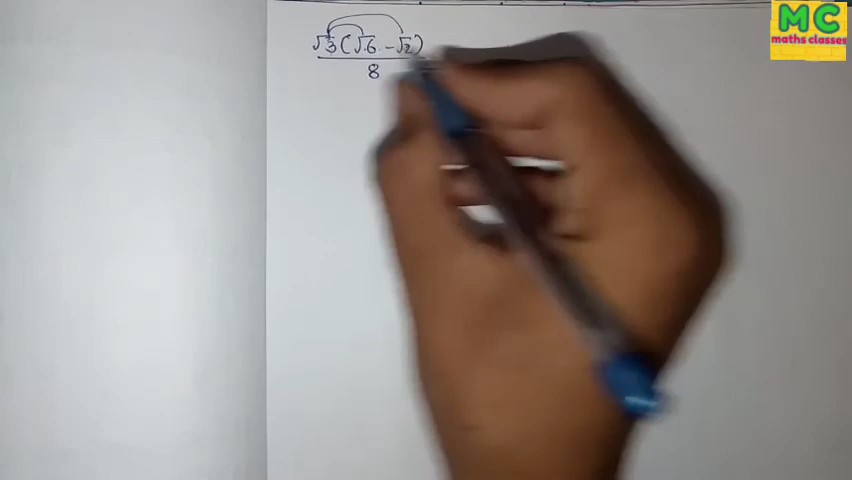 MC
maths classes
√3(√6-√2)
8